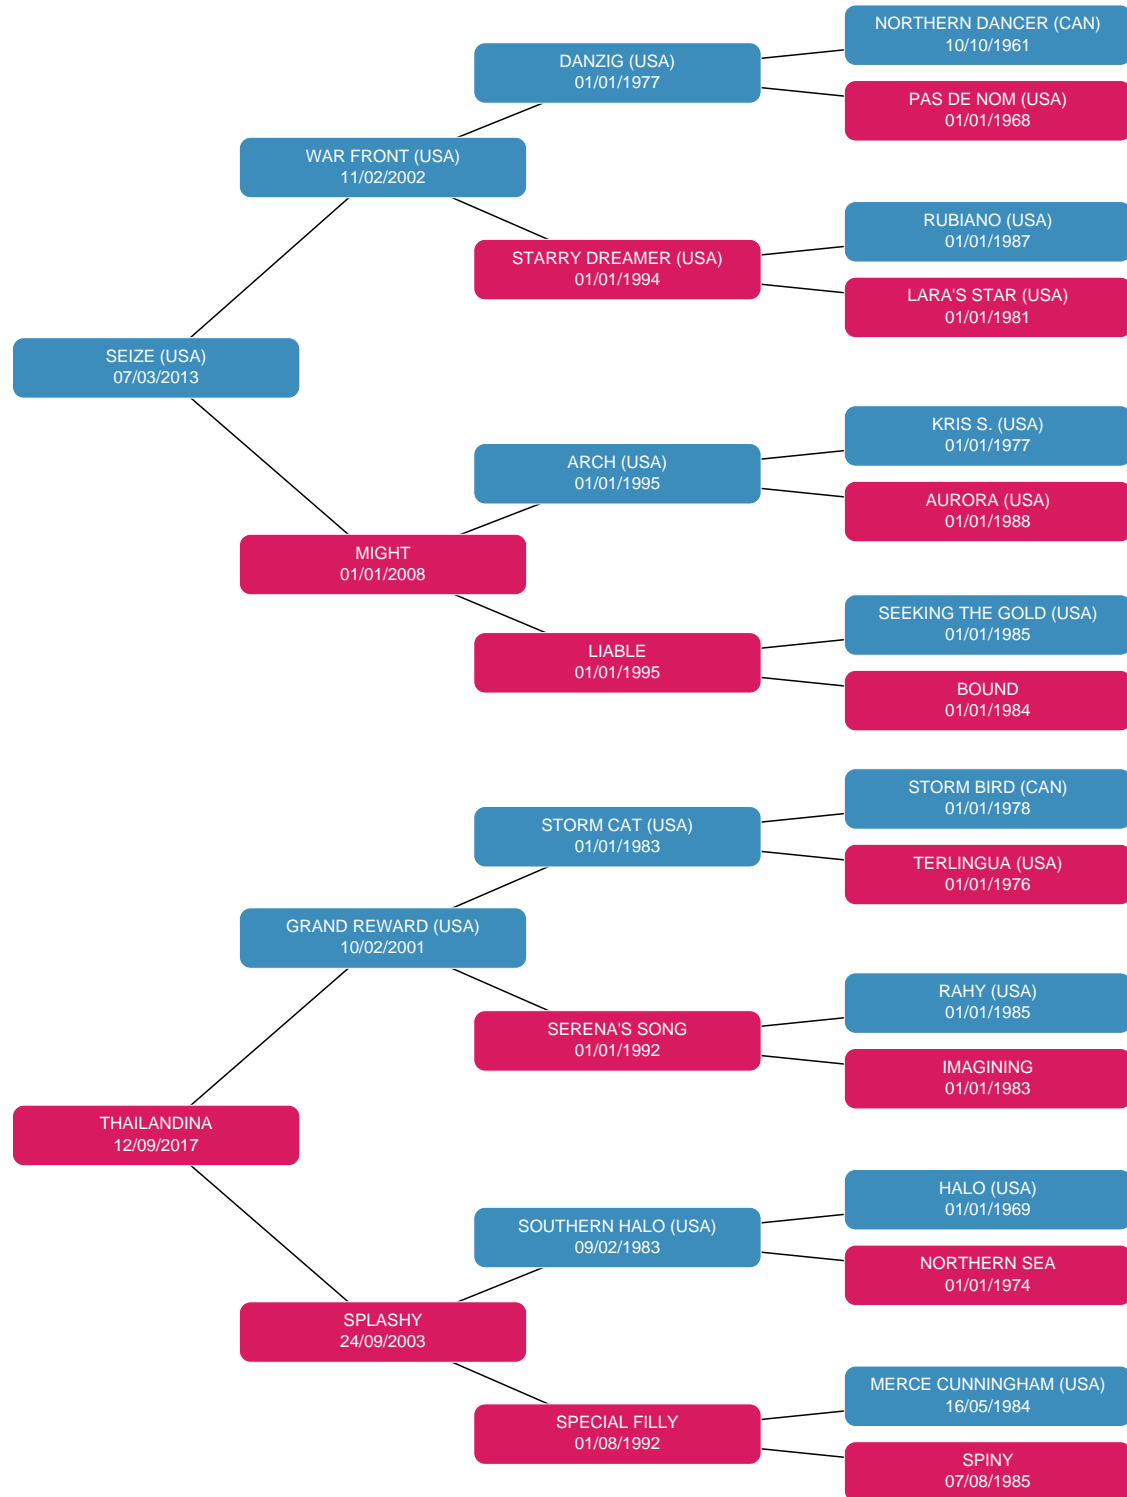 NORTHERN DANCER (CAN)
10/10/1961
DANZIG (USA)
01/01/1977
PAS DE NOM (USA)
01/01/1968
WAR FRONT (USA)
11/02/2002
RUBIANO (USA)
01/01/1987
STARRY DREAMER (USA)
01/01/1994
LARA'S STAR (USA)
01/01/1981
SEIZE (USA)
07/03/2013
KRIS S. (USA)
01/01/1977
ARCH (USA)
01/01/1995
AURORA (USA)
01/01/1988
MIGHT
01/01/2008
SEEKING THE GOLD (USA)
01/01/1985
LIABLE
01/01/1995
BOUND
01/01/1984
STORM BIRD (CAN)
01/01/1978
STORM CAT (USA)
01/01/1983
TERLINGUA (USA)
01/01/1976
GRAND REWARD (USA)
10/02/2001
RAHY (USA)
01/01/1985
SERENA'S SONG
01/01/1992
IMAGINING
01/01/1983
THAILANDINA
12/09/2017
HALO (USA)
01/01/1969
SOUTHERN HALO (USA)
09/02/1983
NORTHERN SEA
01/01/1974
SPLASHY
24/09/2003
MERCE CUNNINGHAM (USA)
16/05/1984
SPECIAL FILLY
01/08/1992
SPINY
07/08/1985